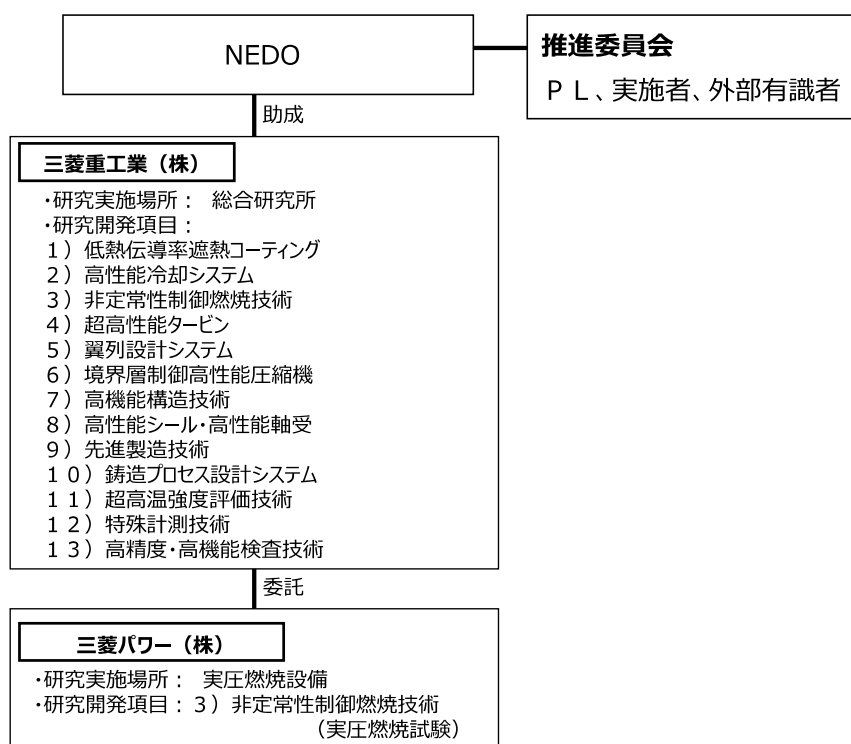 NEDO
推進委員会
ＰＬ、実施者、外部有識者
助成
三菱重工業（株）
・研究実施場所： 総合研究所
・研究開発項目：
１）低熱伝導率遮熱コーティング
２）高性能冷却システム
３）非定常性制御燃焼技術
４）超高性能タービン
５）翼列設計システム
６）境界層制御高性能圧縮機
７）高機能構造技術
８）高性能シール・高性能軸受
９）先進製造技術
１０）鋳造プロセス設計システム
１１）超高温強度評価技術
１２）特殊計測技術
１３）高精度・高機能検査技術
委託
三菱パワー（株）
・研究実施場所： 実圧燃焼設備
・研究開発項目：３）非定常性制御燃焼技術
（実圧燃焼試験）